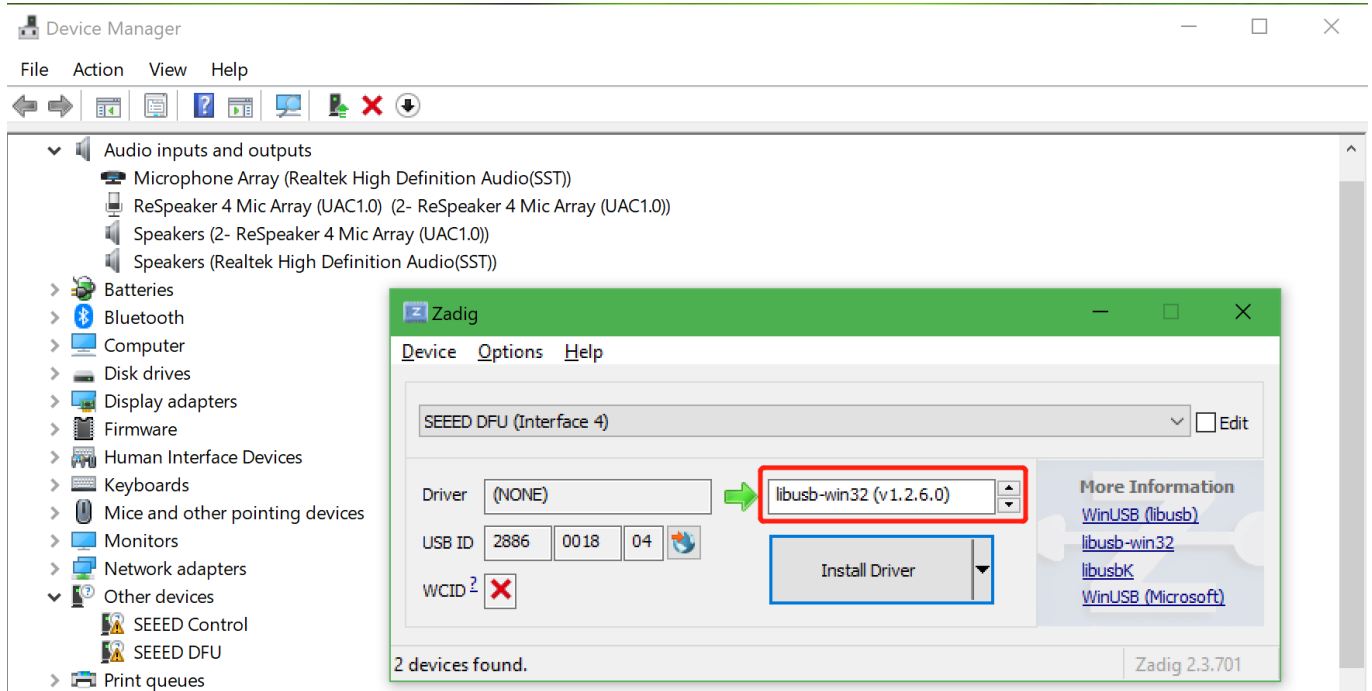 Device Manager
File Action View Help
Audio inputs and outputs
Microphone Array (Realtek High Definition Audio(SST))
ReSpeaker 4 Mic Array (UAC1.0) (2- ReSpeaker 4 Mic Array (UAC1.0))
Speakers (2- ReSpeaker 4 Mic Array (UAC1.0))
Speakers (Realtek High Definition Audio(SST))
Batteries
Bluetooth
Computer
Disk drives
Display adapters
Firmware
Human Interface Devices
Keyboards
Mice and other pointing devices
Monitors
Network adapters
Other devices
SEEED Control
SEEED DFU
Print queues
Zadig
Device Options Help
SEEED DFU (Interface 4)
Edit
Driver (NONE) libusb-win32 (v1.2.6.0)
USB ID 2886 0018 04
WCID ?
Install Driver
More Information
WinUSB (libusb)
libusb-win32
libusbK
WinUSB (Microsoft)
2 devices found.
Zadig 2.3.701